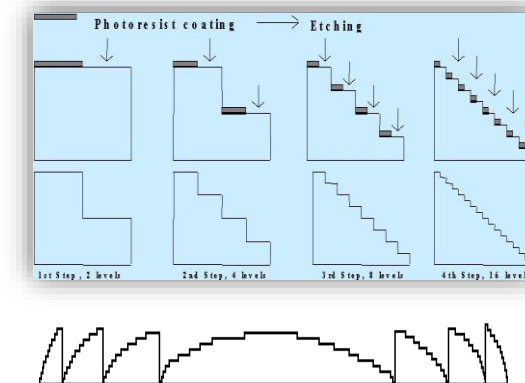 Photoresist coating Etching
1st Step, 2 levels 2nd Step, 4 levels 3rd Step, 8 levels 4th Step, 16 levels